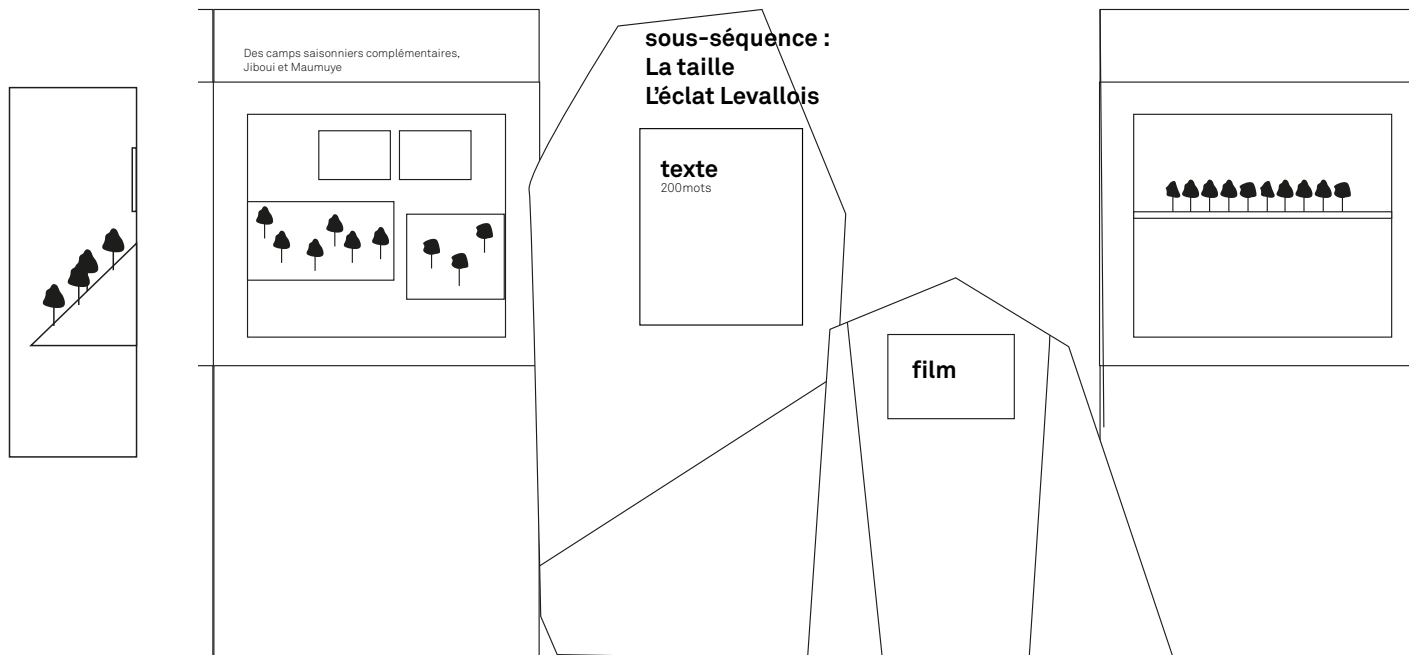 Des camps saisonniers complémentaires,
Jiboui et Maumuye
sous-séquence :
La taille
L'éclat Levallois
texte
200mots
film